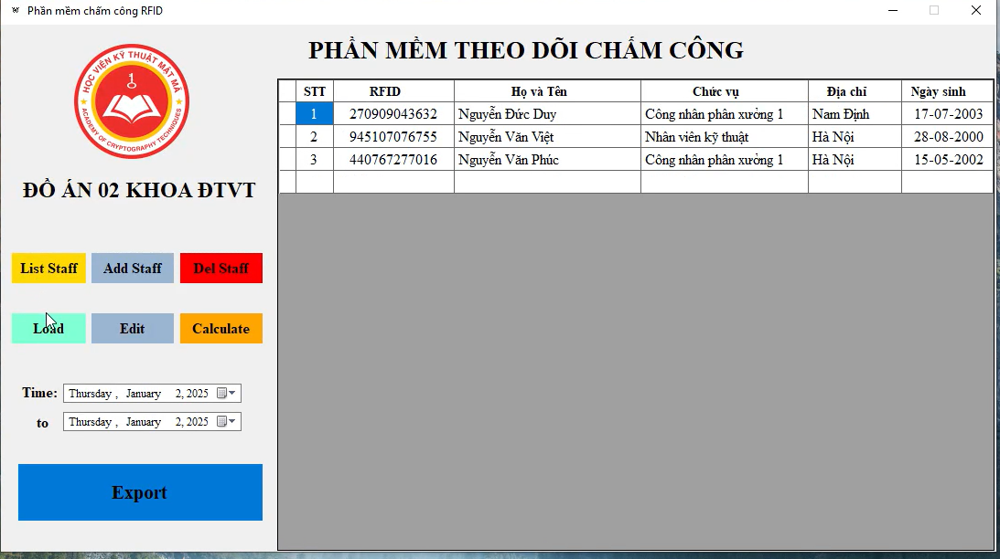 Phần mềm chấm công RFID
HỌC VIỆN KỸ THUẬT MẬT MÃ
ACADEMY OF CRYPTOGRAPHY TECHNIQUES
ĐỒ ÁN 02 KHOA ĐTVT
List Staff Add Staff Del Staff
Load Edit Calculate
Time: Thursday , January 2, 2025
to Thursday , January 2, 2025
Export
PHẦN MỀM THEO DÕI CHẤM CÔNG
STT RFID Họ và Tên Chức vụ Địa chỉ Ngày sinh
1 270909043632 Nguyễn Đức Duy Công nhân phân xưởng 1 Nam Định 17-07-2003
2 945107076755 Nguyễn Văn Việt Nhân viên kỹ thuật Hà Nội 28-08-2000
3 440767277016 Nguyễn Văn Phúc Công nhân phân xưởng 1 Hà Nội 15-05-2002